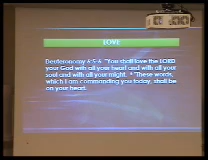 LOVE
Deuteronomy 6:5-6 "You shall love the LORD
your God with all your heart and with all your
soul and with all your might. 6 These words,
which I am commanding you today, shall be
on your heart.